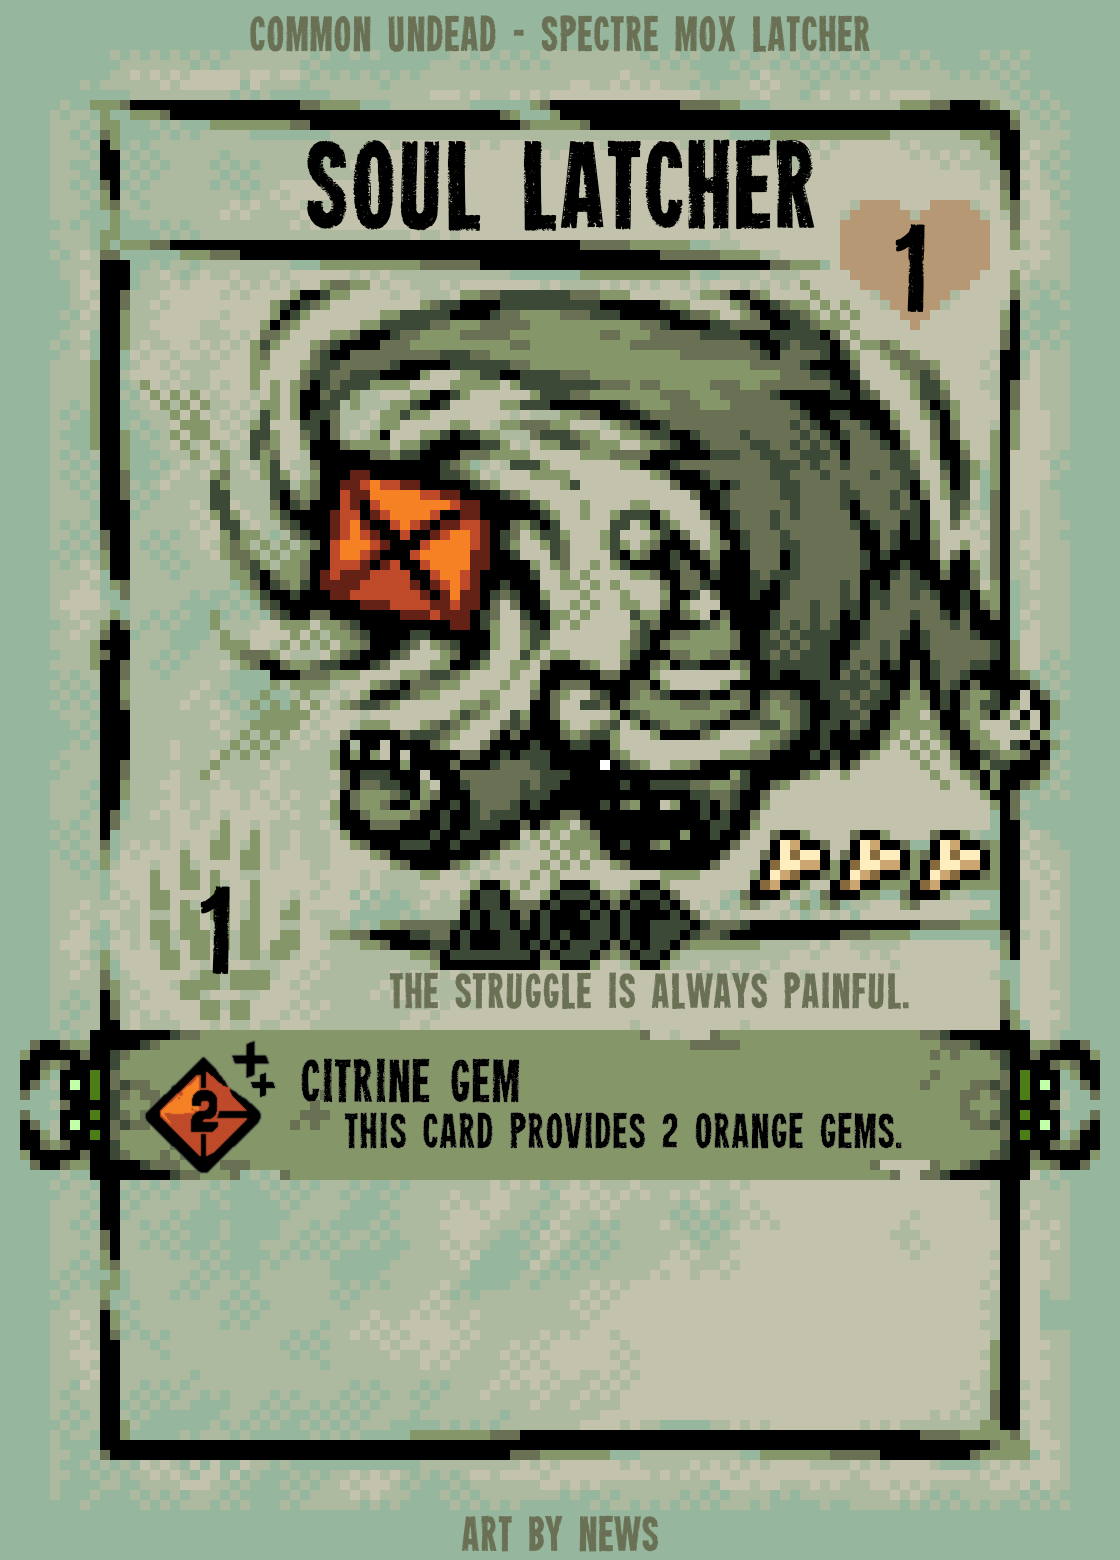 COMMON UNDEAD - SPECTRE MOX LATCHER
SOUL LATCHER
1
1
THE STRUGGLE IS ALWAYS PAINFUL.
2
CITRINE GEM
THIS CARD PROVIDES 2 ORANGE GEMS.
ART BY NEWS